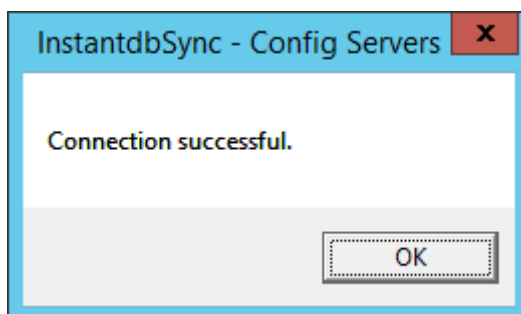 InstantdbSync - Config Servers x
Connection successful.
OK